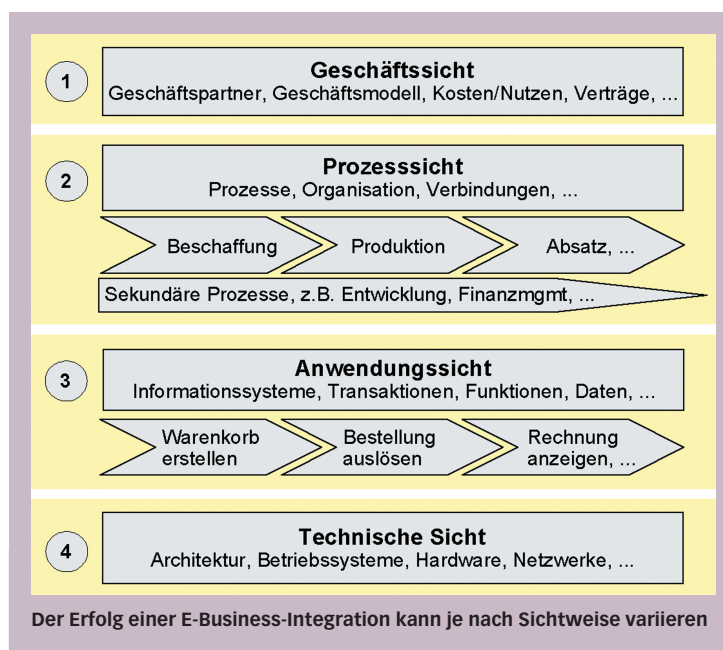 1
Geschäftssicht
Geschäftspartner, Geschäftsmodell, Kosten/Nutzen, Verträge, ...
2
Prozesssicht
Prozesse, Organisation, Verbindungen, ...
Beschaffung
Produktion
Absatz, ...
Sekundäre Prozesse, z.B. Entwicklung, Finanzmgmt, ...
3
Anwendungssicht
Informationssysteme, Transaktionen, Funktionen, Daten, ...
Warenkorb
erstellen
Bestellung
auslösen
Rechnung
anzeigen, ...
4
Technische Sicht
Architektur, Betriebssysteme, Hardware, Netzwerke, ...
Der Erfolg einer E-Business-Integration kann je nach Sichtweise variieren